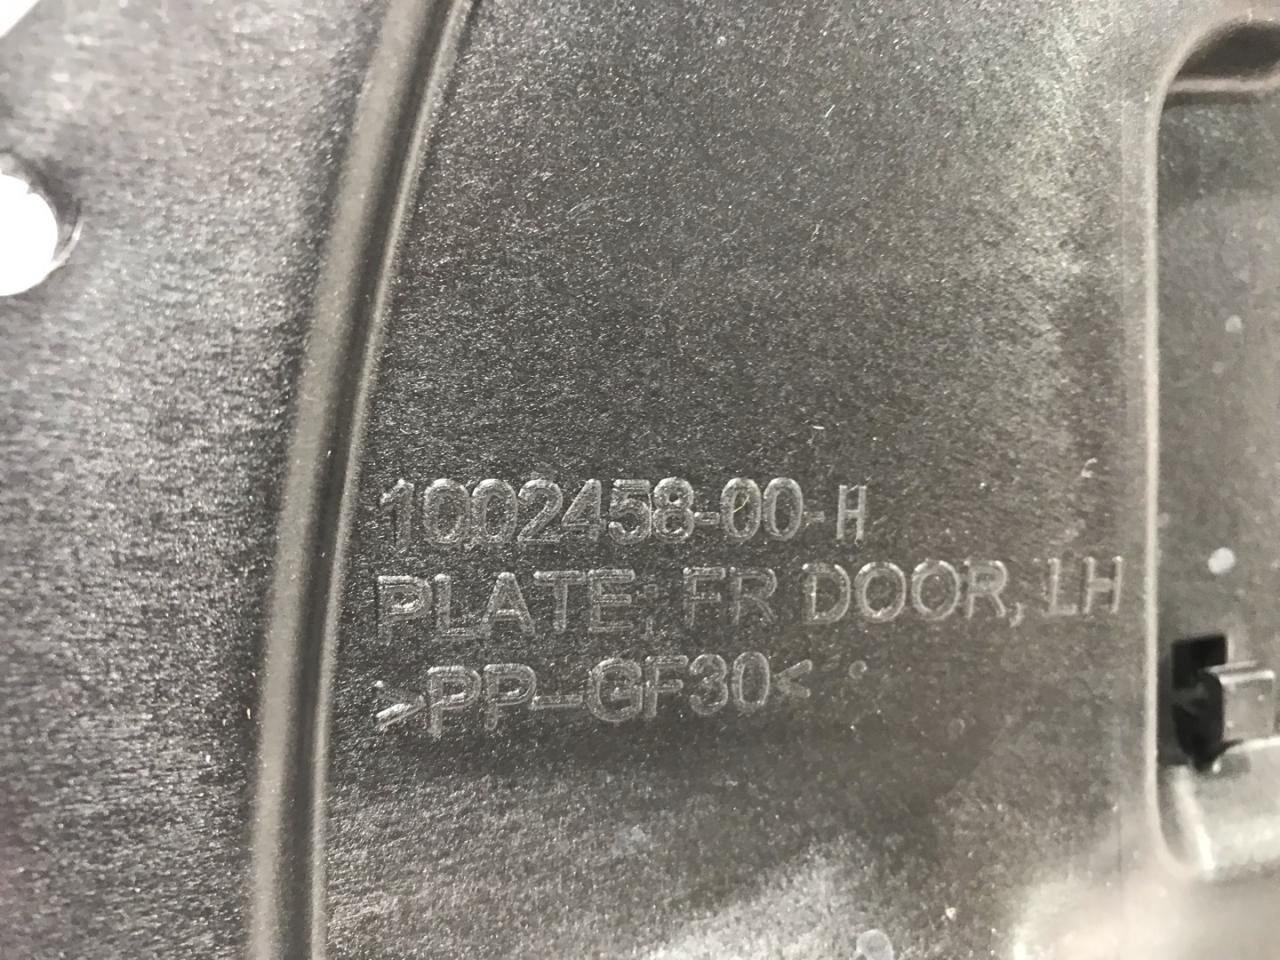 1002458-00-H
PLATE; FR DOOR, LH
>PP-GF30<